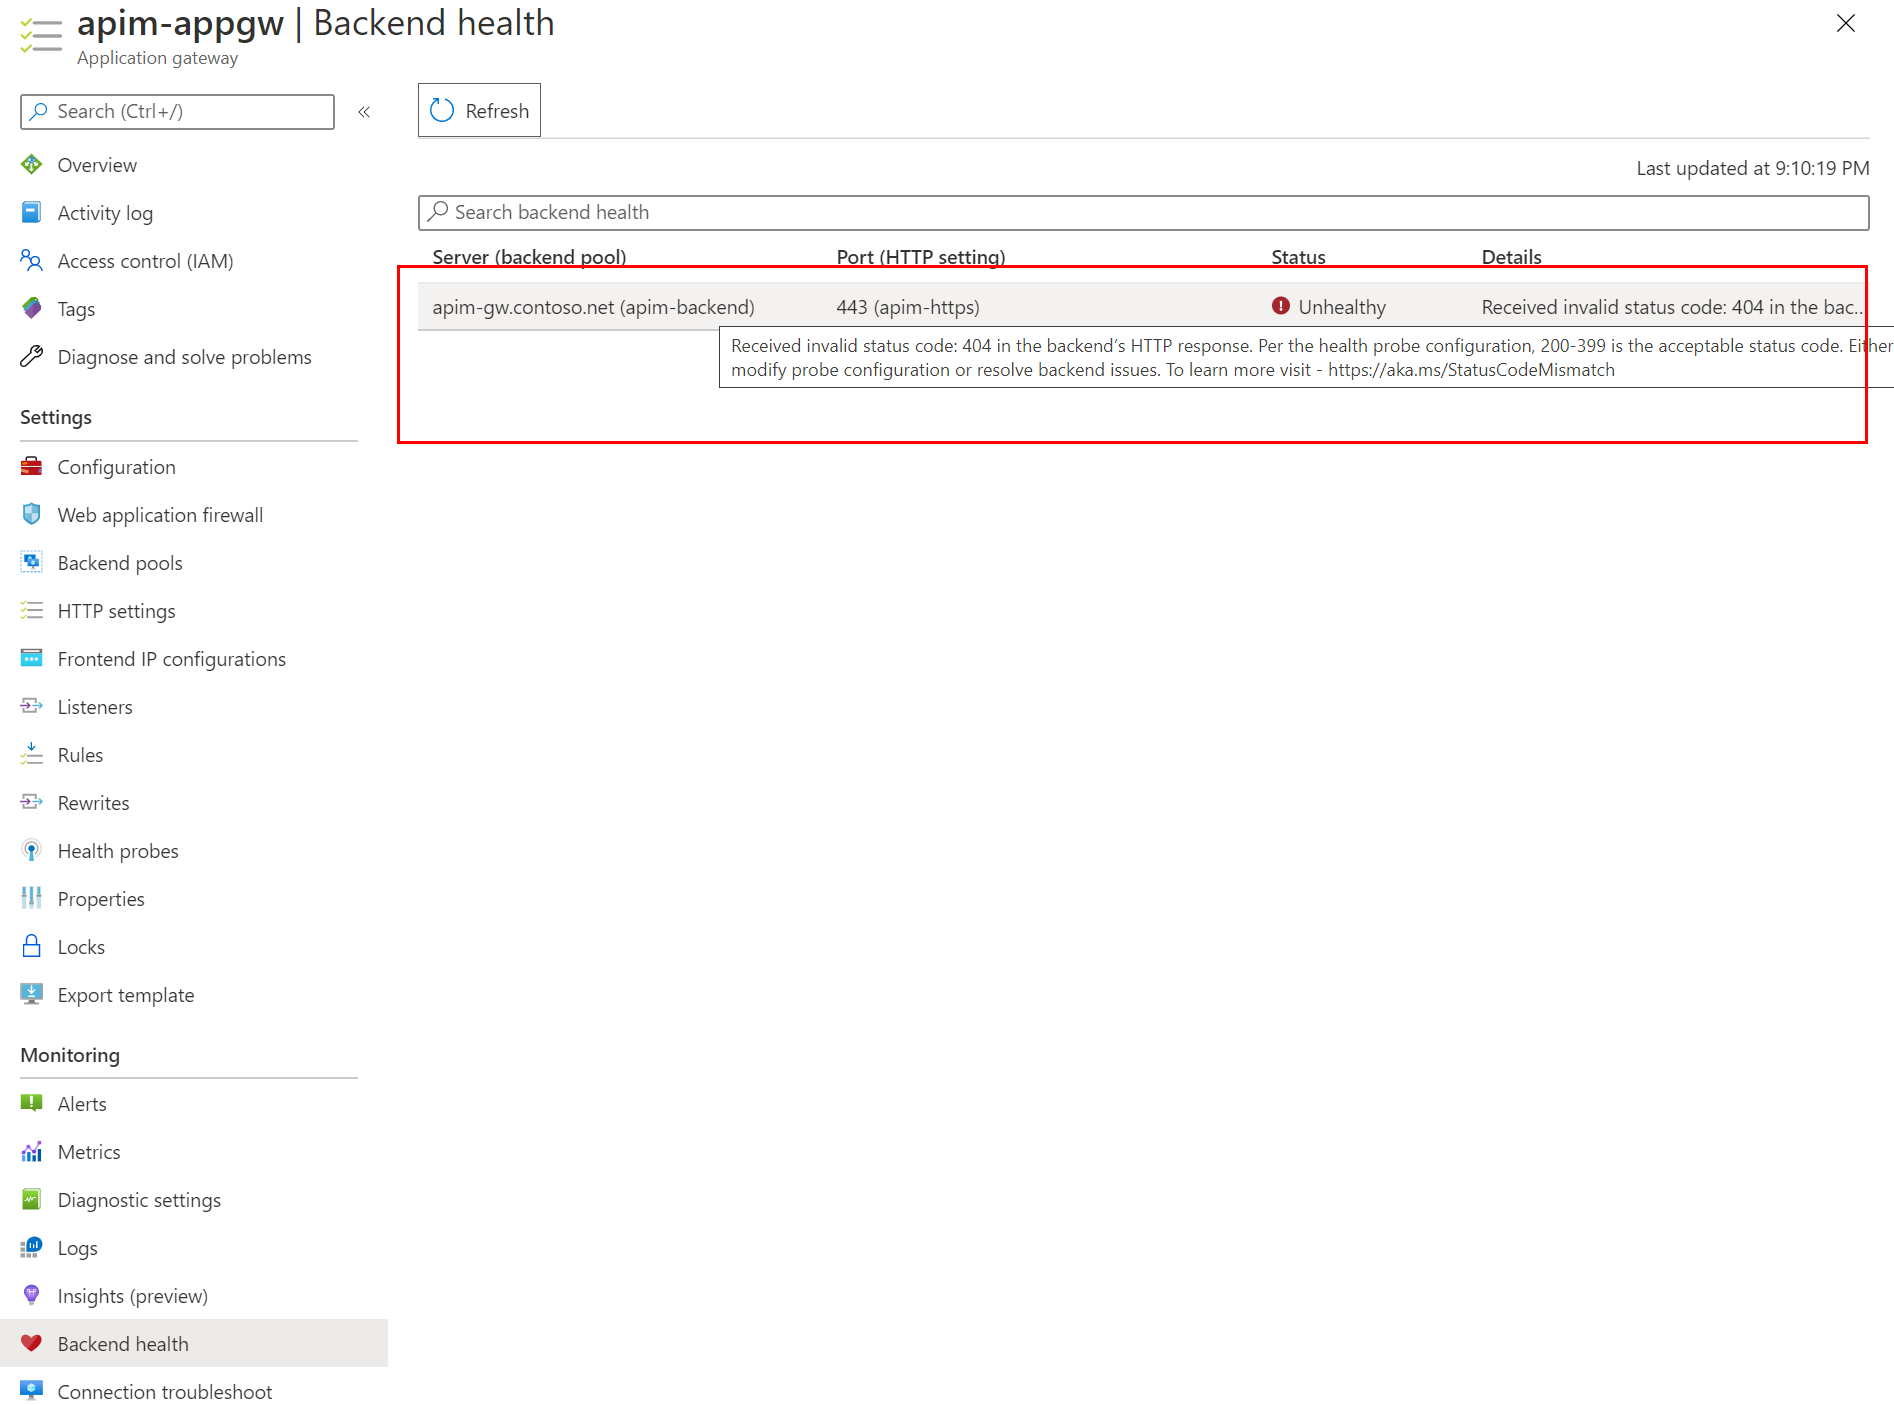 apim-appgw | Backend health
Application gateway
Search (Ctrl+/)
«
Refresh
Overview
Last updated at 9:10:19 PM
Activity log
Search backend health
Access control (IAM)
Server (backend pool) Port (HTTP setting) Status Details
Tags
apim-gw.contoso.net (apim-backend) 443 (apim-https) Unhealthy Received invalid status code: 404 in the bac...
Received invalid status code: 404 in the backend’s HTTP response. Per the health probe configuration, 200-399 is the acceptable status code. Either
modify probe configuration or resolve backend issues. To learn more visit - https://aka.ms/StatusCodeMismatch
Diagnose and solve problems
Settings
Configuration
Web application firewall
Backend pools
HTTP settings
Frontend IP configurations
Listeners
Rules
Rewrites
Health probes
Properties
Locks
Export template
Monitoring
Alerts
Metrics
Diagnostic settings
Logs
Insights (preview)
Backend health
Connection troubleshoot